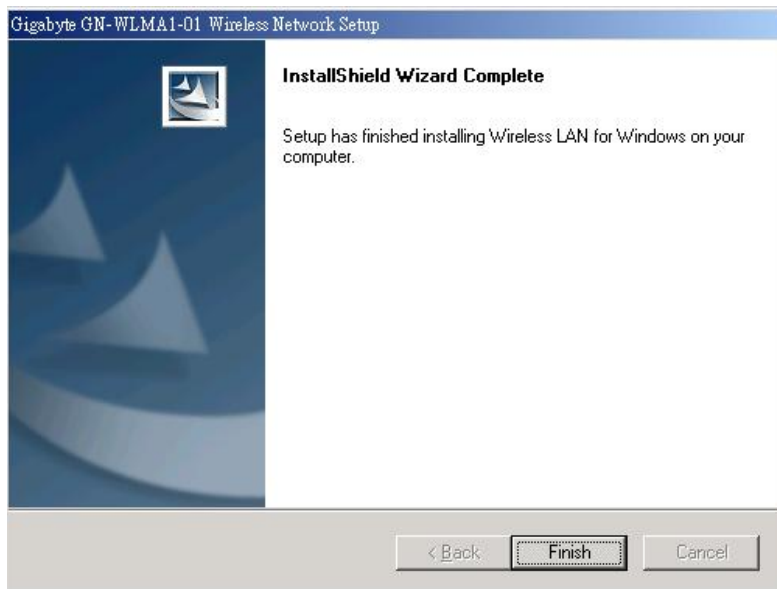 Gigabyte GN-WLMA1-01 Wireless Network Setup
InstallShield Wizard Complete
Setup has finished installing Wireless LAN for Windows on your
computer.
< Back
Finish
Cancel